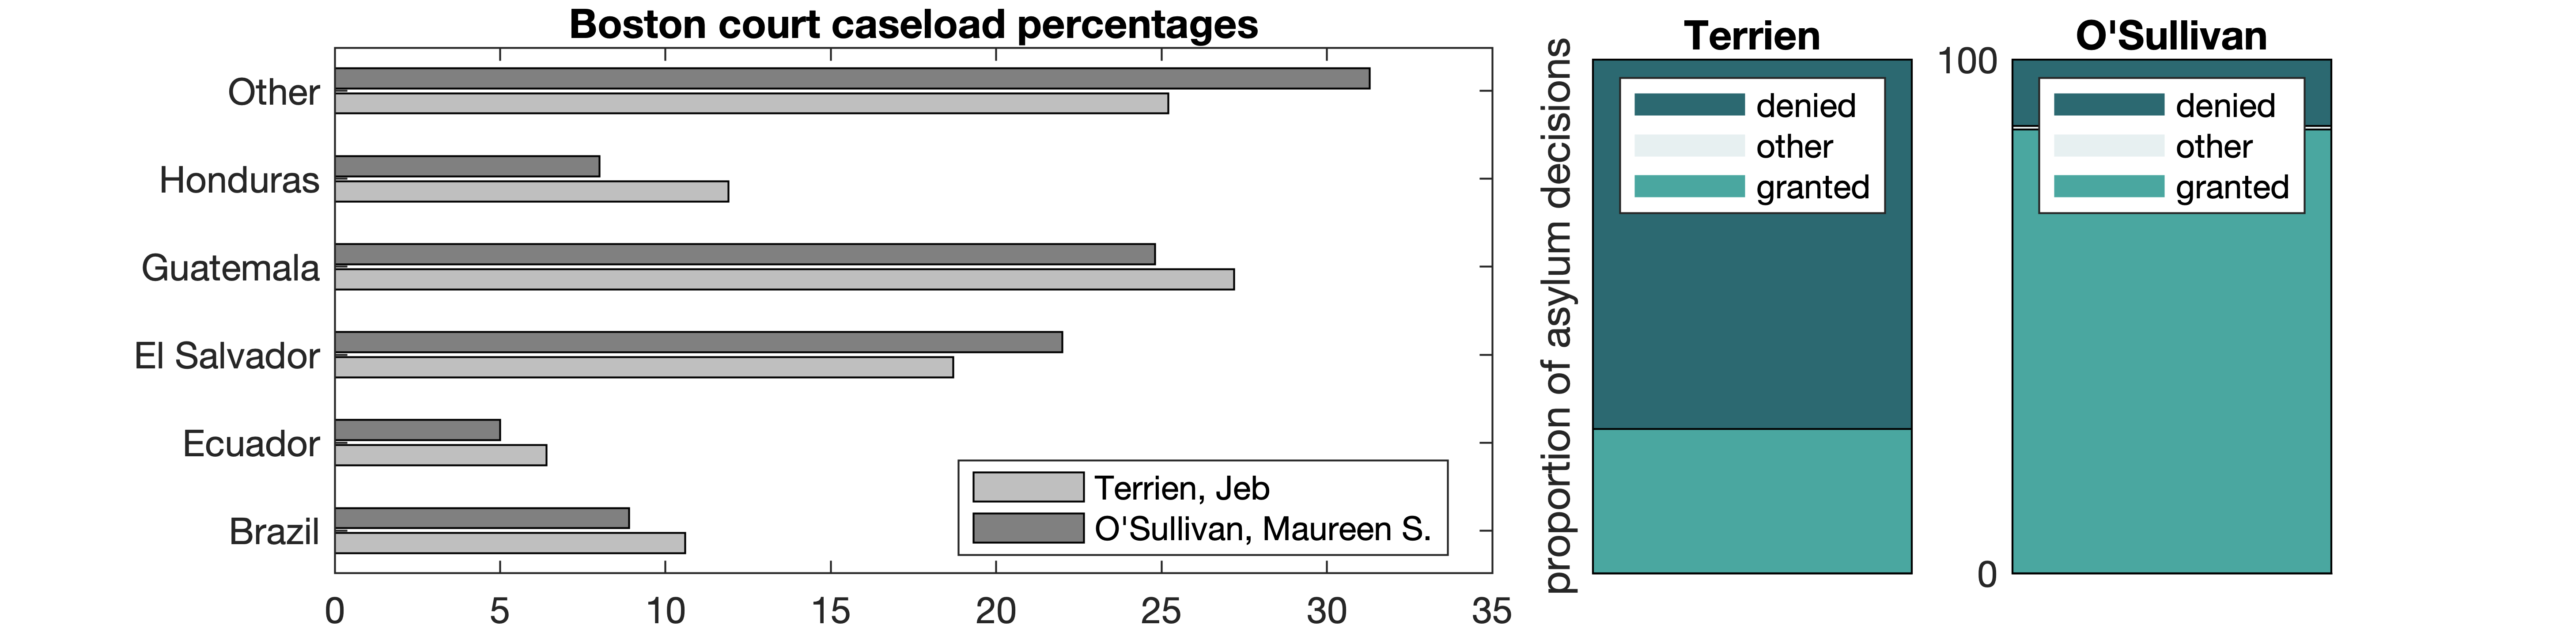 Boston court caseload percentages
Other
Honduras
Guatemala
El Salvador
Ecuador
Brazil
0 5 10 15 20 25 30 35
Terrien, Jeb
O'Sullivan, Maureen S.
proportion of asylum decisions
Terrien
denied
other
granted
O'Sullivan
100
0
denied
other
granted